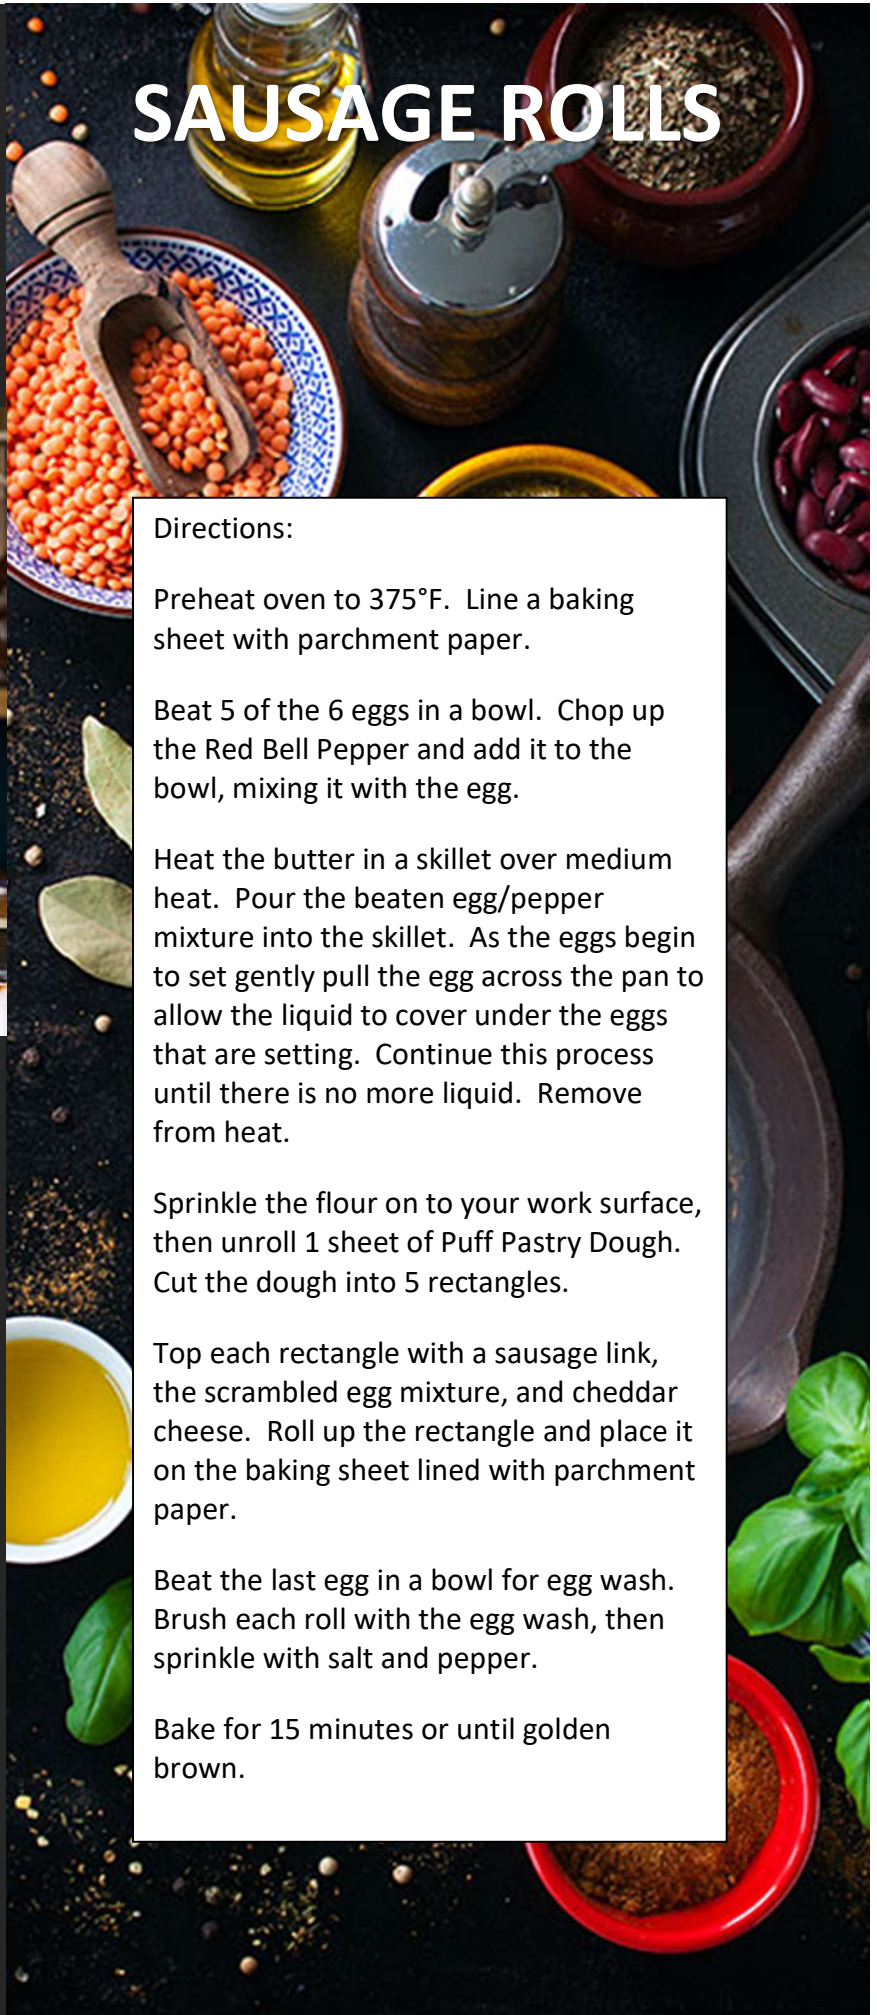 SAUSAGE ROLLS
Directions:
Preheat oven to 375°F.  Line a baking
sheet with parchment paper.
Beat 5 of the 6 eggs in a bowl.  Chop up
the Red Bell Pepper and add it to the
bowl, mixing it with the egg.
Heat the butter in a skillet over medium
heat.  Pour the beaten egg/pepper
mixture into the skillet.  As the eggs begin
to set gently pull the egg across the pan to
allow the liquid to cover under the eggs
that are setting.  Continue this process
until there is no more liquid.  Remove
from heat.
Sprinkle the flour on to your work surface,
then unroll 1 sheet of Puff Pastry Dough.
Cut the dough into 5 rectangles.
Top each rectangle with a sausage link,
the scrambled egg mixture, and cheddar
cheese.  Roll up the rectangle and place it
on the baking sheet lined with parchment
paper.
Beat the last egg in a bowl for egg wash.
Brush each roll with the egg wash, then
sprinkle with salt and pepper.
Bake for 15 minutes or until golden
brown.